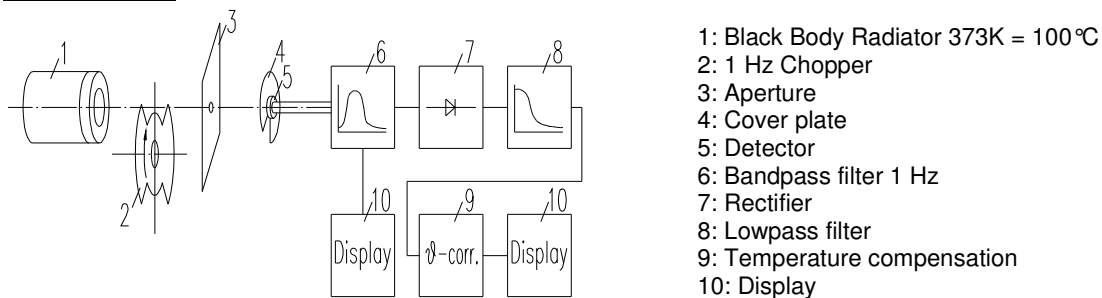 1
2
3
4
5
6
7
8
10
9
10
Display
ϑ-corr.
Display
1: Black Body Radiator 373K = 100°C
2: 1 Hz Chopper
3: Aperture
4: Cover plate
5: Detector
6: Bandpass filter 1 Hz
7: Rectifier
8: Lowpass filter
9: Temperature compensation
10: Display